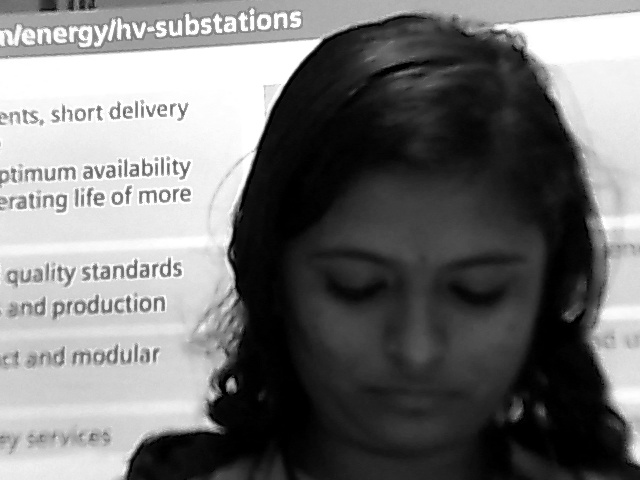 n/energy/hv-substations
ents, short delivery
ptimum availability
erating life of more
quality standards
and production
ct and modular
ey services